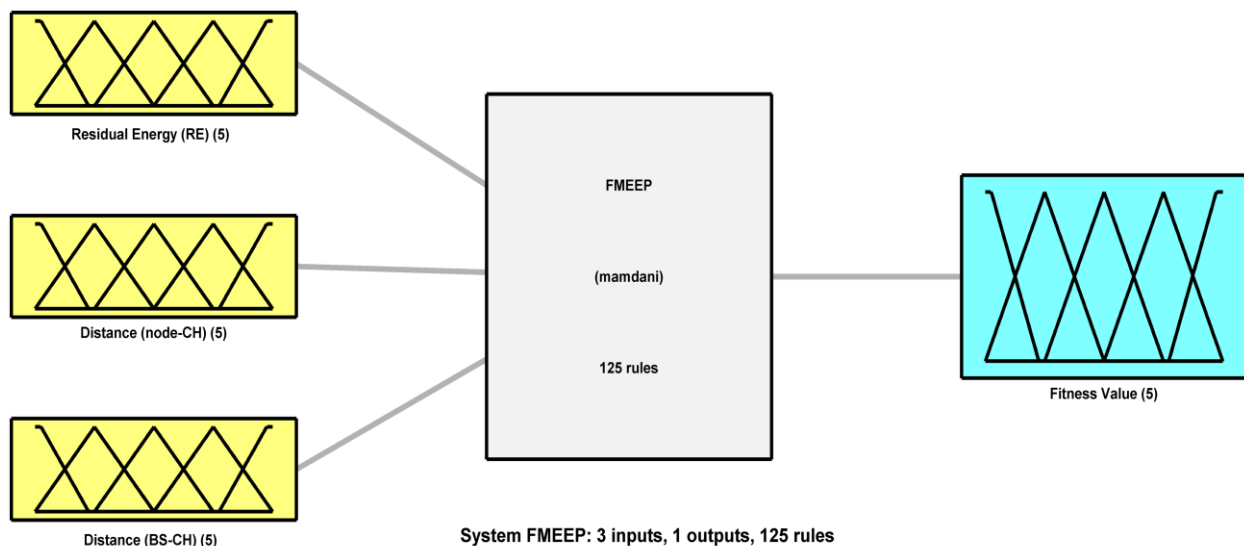 Residual Energy (RE) (5)
Distance (node-CH) (5)
Distance (BS-CH) (5)
FMEEP
(mamdani)
125 rules
Fitness Value (5)
System FMEEP: 3 inputs, 1 outputs, 125 rules